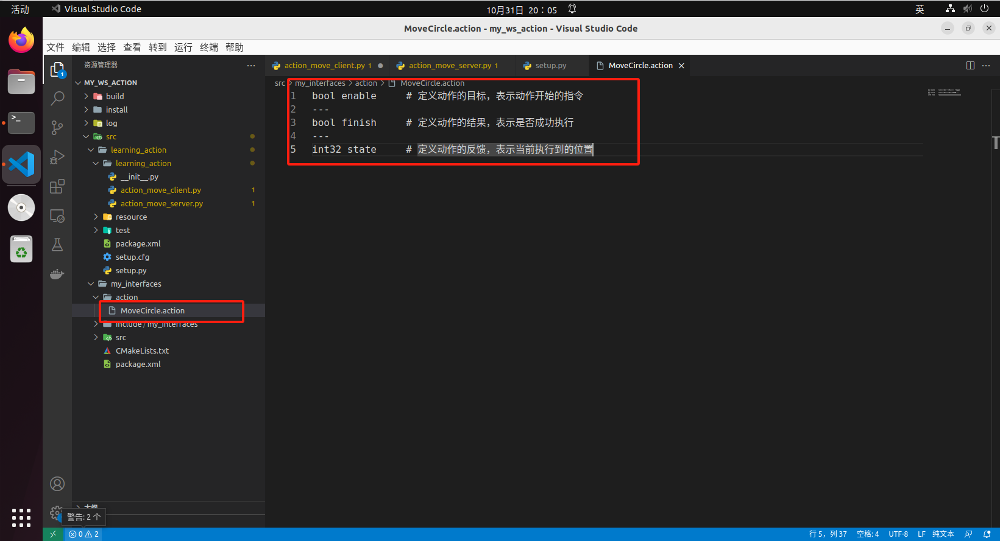 活动 Visual Studio Code 10月31日 20：05 英
MoveCircle.action - my_ws_action - Visual Studio Code
文件 编辑 选择 查看 转到 运行 终端 帮助
资源管理器 ···
MY_WS_ACTION
build
install
log
src
learning_action
learning_action
__init__.py
action_move_client.py 1
action_move_server.py 1
resource
test
package.xml
setup.cfg
setup.py
my_interfaces
action
MoveCircle.action
include / my_interfaces
src
CMakeLists.txt
package.xml
大纲
action_move_client.py 1 action_move_server.py 1 setup.py MoveCircle.action
src > my_interfaces > action > MoveCircle.action
1 bool enable # 定义动作的目标，表示动作开始的指令
2 ---
3 bool finish # 定义动作的结果，表示是否成功执行
4 ---
5 int32 state # 定义动作的反馈，表示当前执行到的位置
1
警告: 2 个
0 2 行 5，列 37 空格: 4 UTF-8 LF 纯文本